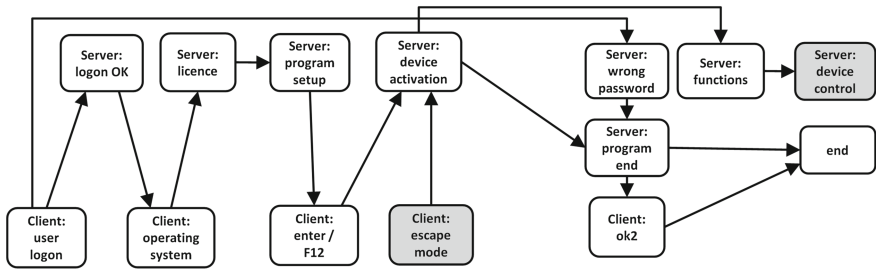 Server:
logon OK
Server:
licence
Server:
program
setup
Server:
device
activation
Server:
wrong
password
Server:
functions
Server:
device
control
Server:
program
end
end
Client:
user
logon
Client:
operating
system
Client:
enter /
F12
Client:
escape
mode
Client:
ok2